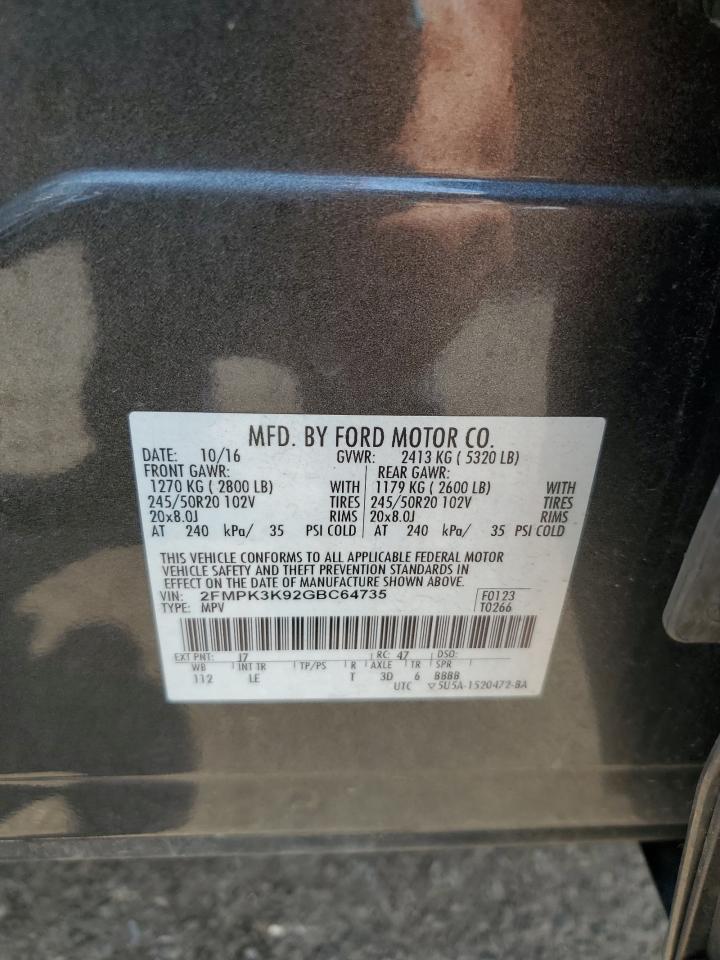 MFD. BY FORD MOTOR CO.
DATE: 10/16 GVWR: 2413 KG ( 5320 LB)
FRONT GAWR: REAR GAWR:
1270 KG ( 2800 LB) WITH 1179 KG ( 2600 LB) WITH
245/50R20 102V TIRES 245/50R20 102V TIRES
20x8.0J RIMS 20x8.0J RIMS
AT 240 kPa/ 35 PSI COLD AT 240 kPa/ 35 PSI COLD
THIS VEHICLE CONFORMS TO ALL APPLICABLE FEDERAL MOTOR
VEHICLE SAFETY AND THEFT PREVENTION STANDARDS IN
EFFECT ON THE DATE OF MANUFACTURE SHOWN ABOVE.
VIN: 2FMPK3K92GBC64735 F0123
TYPE: MPV T0266
EXT PNT: J7 RC: 47 DSO:
WB INT TR TP/PS R AXLE TR SPR
112 LE T 3D 6 BBBB
UTC ▽5U5A-1520472-BA